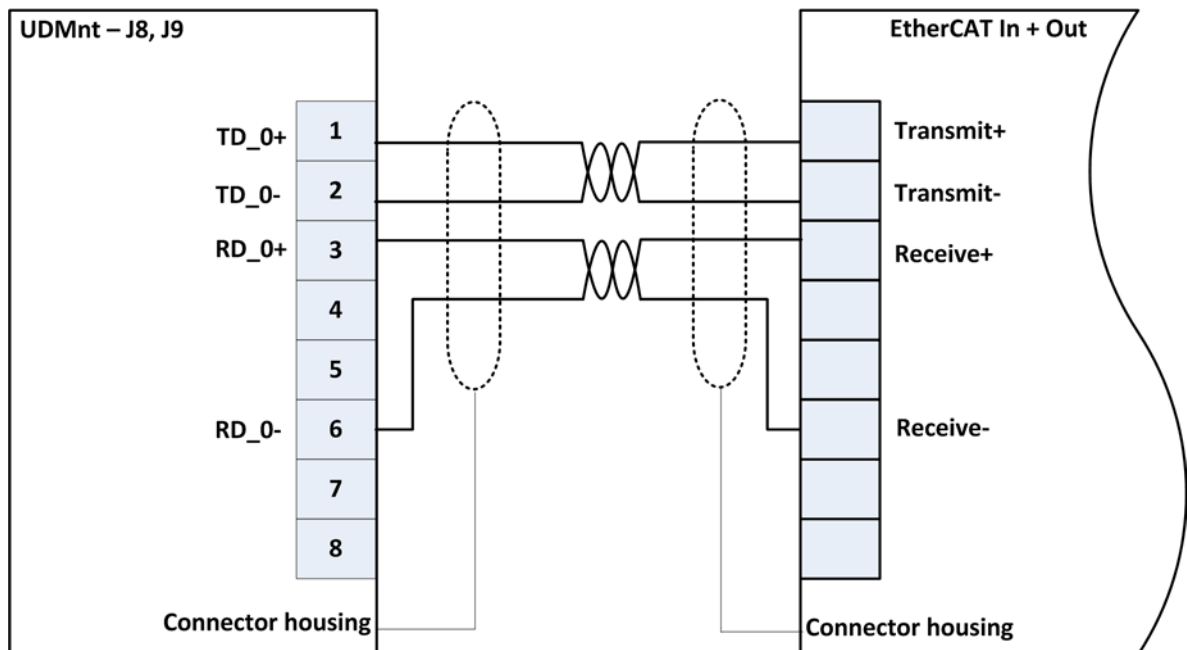 UDMnt – J8, J9
EtherCAT In + Out
TD_0+
1
Transmit+
TD_0-
2
Transmit-
RD_0+
3
Receive+
4
5
RD_0-
6
Receive-
7
8
Connector housing
Connector housing